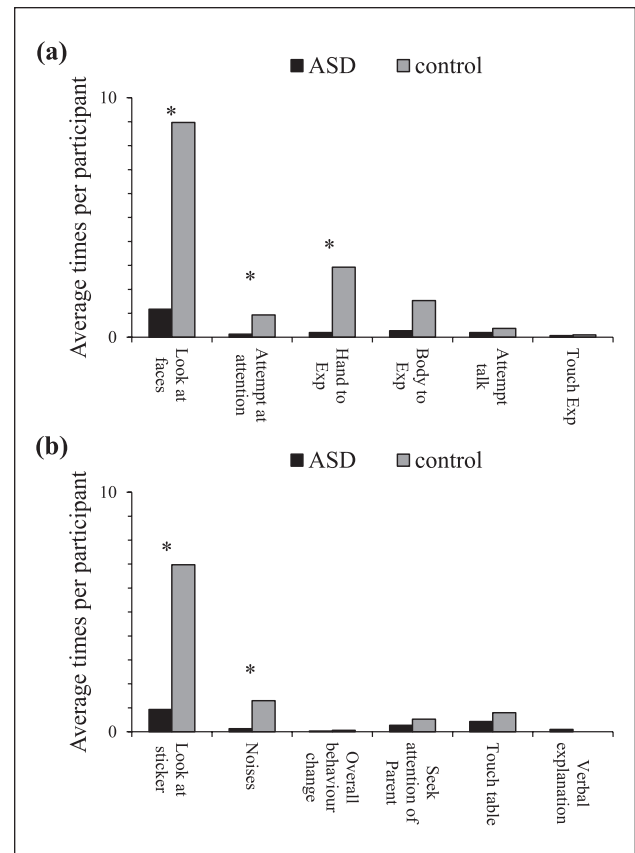 (a)
ASD control
Average times per participant
10
*
*
*
0
Look at
faces
Attempt at
attention
Hand to
Exp
Body to
Exp
Attempt
talk
Touch Exp
(b)
ASD control
Average times per participant
10
*
*
0
Look at
sticker
Noises
Overall
behaviour
change
Seek
attention of
Parent
Touch table
Verbal
explanation